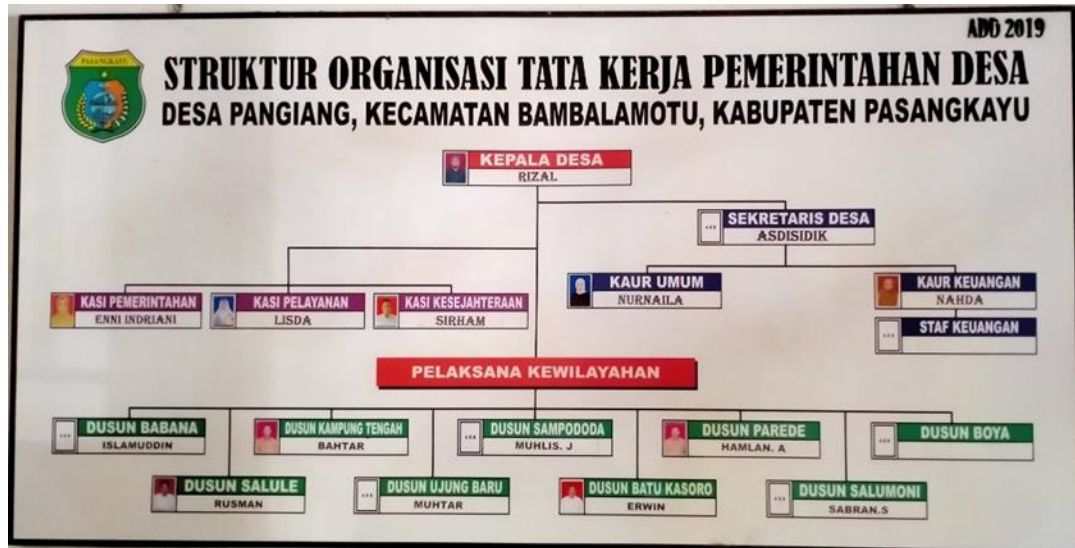 ADD 2019
PASANGKAYU
STRUKTUR ORGANISASI TATA KERJA PEMERINTAHAN DESA
DESA PANGIANG, KECAMATAN BAMBALAMOTU, KABUPATEN PASANGKAYU
KEPALA DESA
RIZAL
SEKRETARIS DESA
ASDISIDIK
KAUR UMUM
NURNAILA
KAUR KEUANGAN
NAHDA
STAF KEUANGAN
KASI PEMERINTAHAN
ENNI INDRIANI
KASI PELAYANAN
LISDA
KASI KESEJAHTERAAN
SIRHAM
PELAKSANA KEWILAYAHAN
DUSUN BABANA
ISLAMUDDIN
DUSUN KAMPUNG TENGAH
BAHTAR
DUSUN SAMPODODA
MUHLIS. J
DUSUN PAREDE
HAMLAN. A
DUSUN BOYA
DUSUN SALULE
RUSMAN
DUSUN UJUNG BARU
MUHTAR
DUSUN BATU KASORO
ERWIN
DUSUN SALUMONI
SABRAN.S